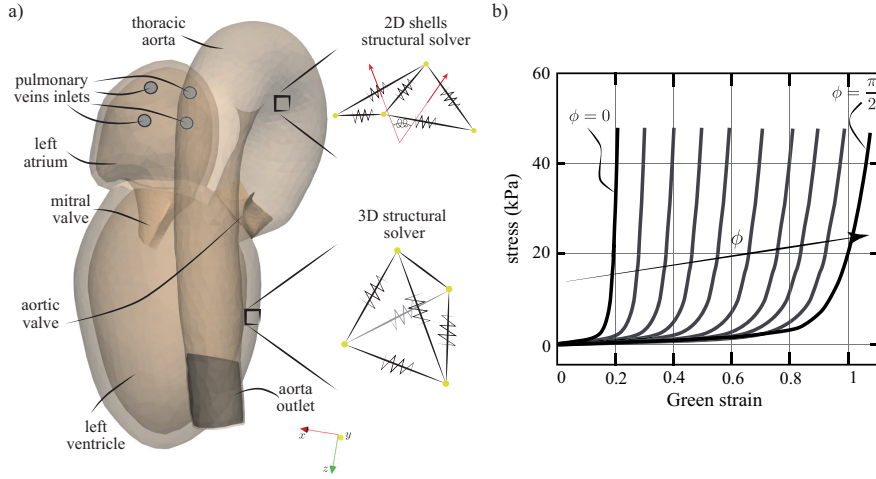 a)
thoracic
aorta
pulmonary
veins inlets
left
atrium
mitral
valve
aortic
valve
left
ventricle
aorta
outlet
2D shells
structural solver
3D structural
solver
x
y
z
b)
60
40
20
0
stress (kPa)
0
0.2
0.4
0.6
0.8
1
Green strain
ϕ = 0
ϕ
ϕ = π/2